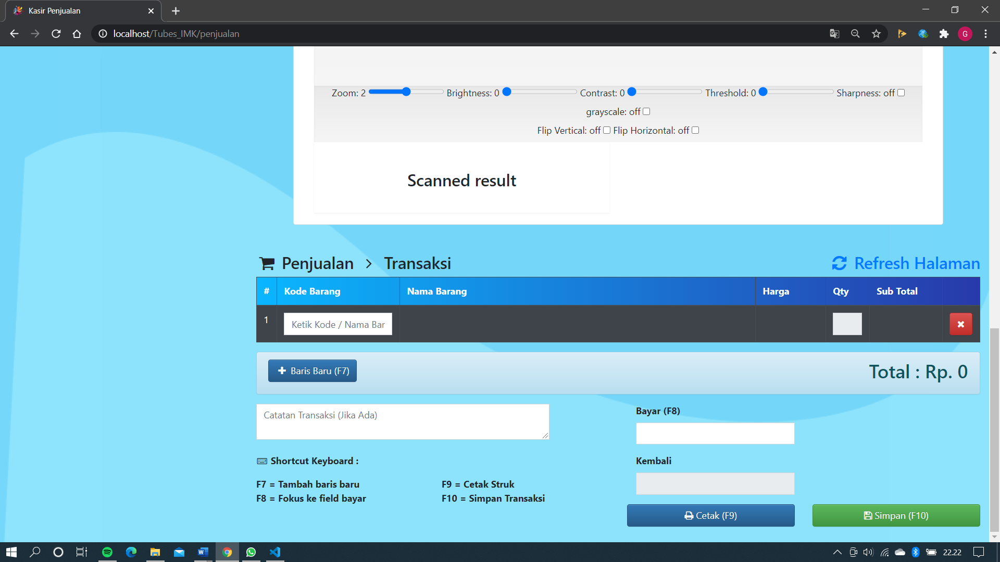 Kasir Penjualan
localhost/Tubes_IMK/penjualan
G
Zoom: 2 Brightness: 0 Contrast: 0 Threshold: 0 Sharpness: off
grayscale: off
Flip Vertical: off Flip Horizontal: off
Scanned result
Penjualan > Transaksi
Refresh Halaman
# Kode Barang Nama Barang Harga Qty Sub Total
1 Ketik Kode / Nama Bar
Baris Baru (F7)
Total : Rp. 0
Catatan Transaksi (Jika Ada)
Bayar (F8)
Shortcut Keyboard :
Kembali
F7 = Tambah baris baru F9 = Cetak Struk
F8 = Fokus ke field bayar F10 = Simpan Transaksi
Cetak (F9) Simpan (F10)
22.22